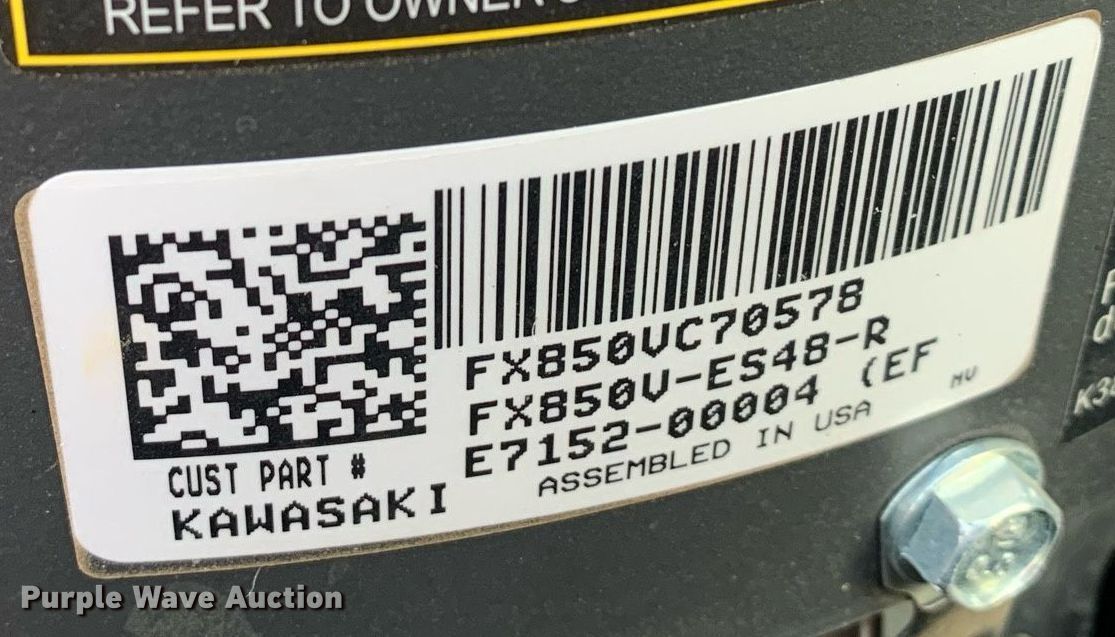 REFER TO OWNER'S
FX850VC70578
FX850V-ES48-R
E7152-00004 (EF
MV
ASSEMBLED IN USA
CUST PART #
KAWASAKI
K3
Purple Wave Auction